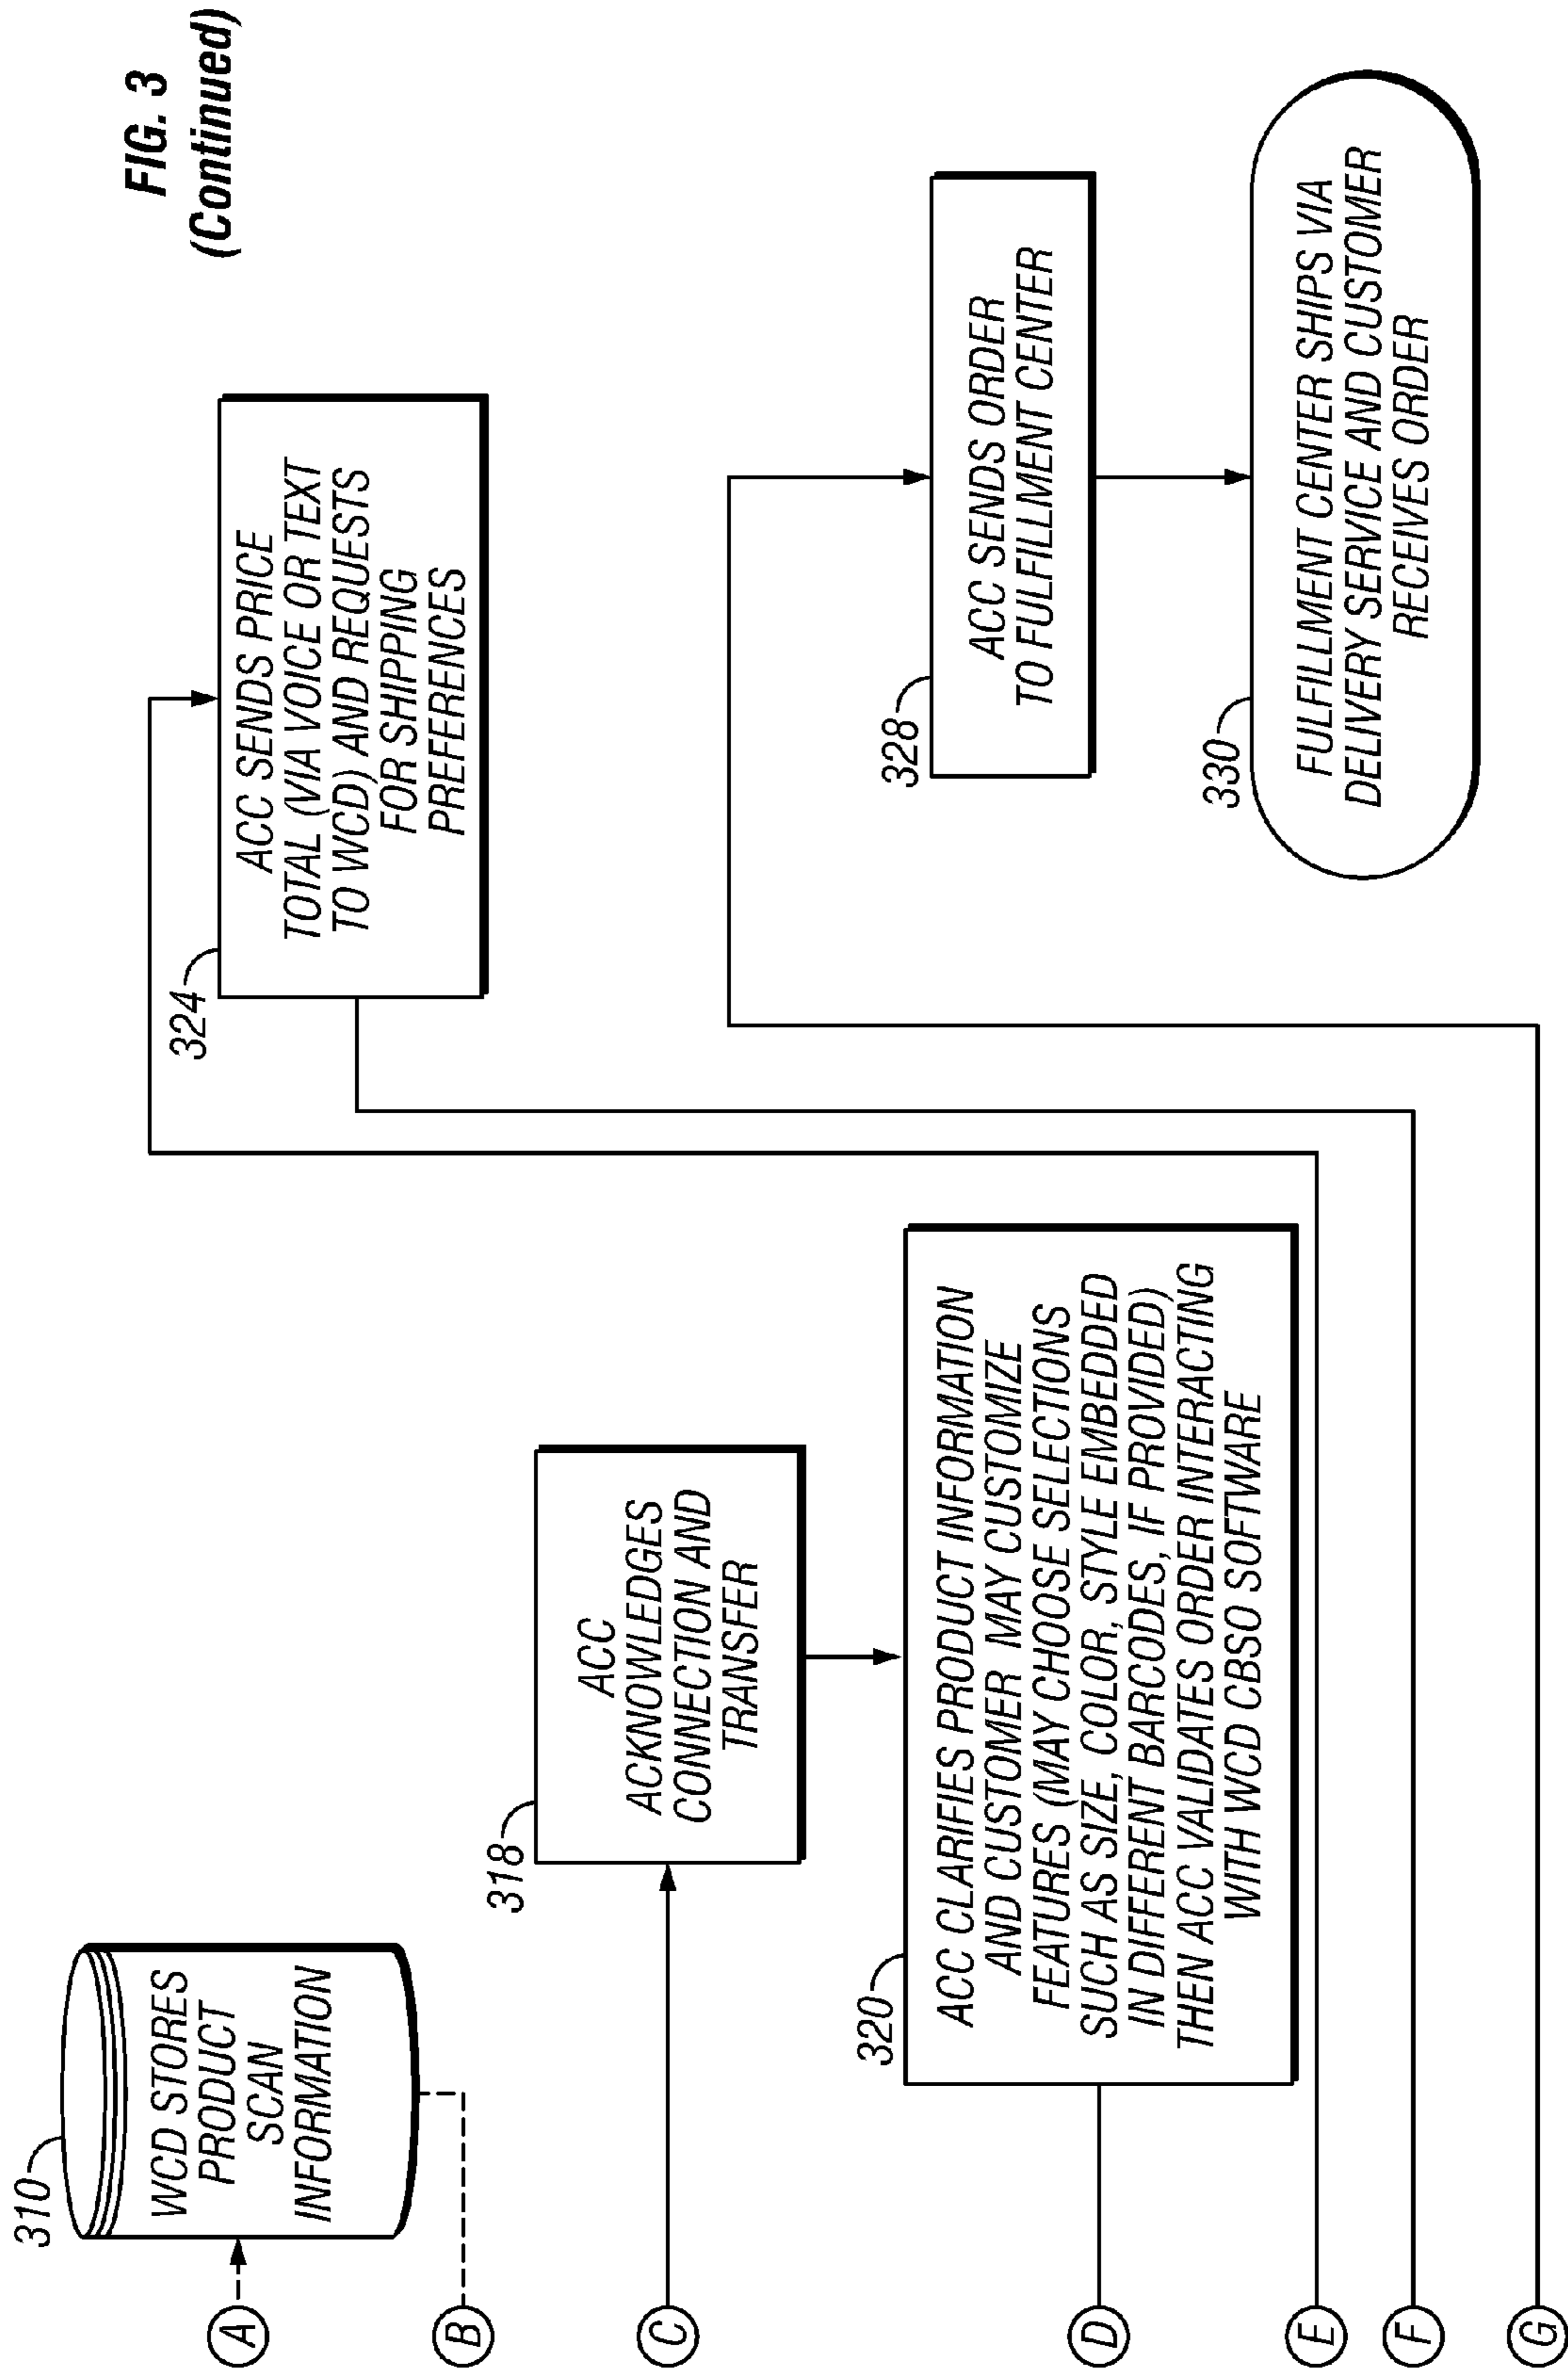 FIG. 3
(Continued)
310
WCD STORES
PRODUCT
SCAN
INFORMATION
A
B
C
318
ACC
ACKNOWLEDGES
CONNECTION AND
TRANSFER
320
ACC CLARIFIES PRODUCT INFORMATION
AND CUSTOMER MAY CUSTOMIZE
FEATURES (MAY CHOOSE SELECTIONS
SUCH AS SIZE, COLOR, STYLE EMBEDDED
IN DIFFERENT BARCODES, IF PROVIDED)
THEN ACC VALIDATES ORDER INTERACTING
WITH WCD CBSO SOFTWARE
D
E
F
G
324
ACC SENDS PRICE
TOTAL (VIA VOICE OR TEXT
TO WCD) AND REQUESTS
FOR SHIPPING
PREFERENCES
328
ACC SENDS ORDER
TO FULFILLMENT CENTER
330
FULFILLMENT CENTER SHIPS VIA
DELIVERY SERVICE AND CUSTOMER
RECEIVES ORDER